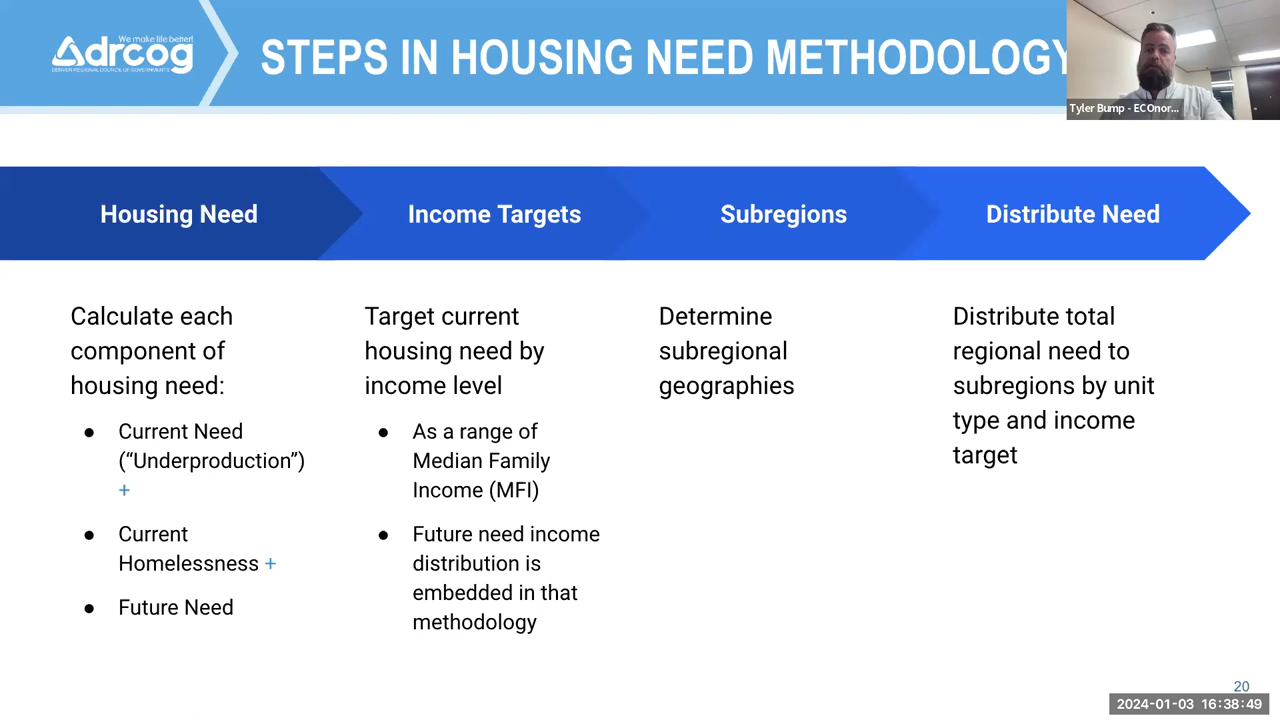 We make life better!
drcog
DENVER REGIONAL COUNCIL OF GOVERNMENTS
STEPS IN HOUSING NEED METHODOLOGY
Tyler Bump - ECOnor...
Housing Need
Income Targets
Subregions
Distribute Need
Calculate each
component of
housing need:
● Current Need
(“Underproduction”)
+
● Current
Homelessness +
● Future Need
Target current
housing need by
income level
● As a range of
Median Family
Income (MFI)
● Future need income
distribution is
embedded in that
methodology
Determine
subregional
geographies
Distribute total
regional need to
subregions by unit
type and income
target
20
2024-01-03 16:38:49